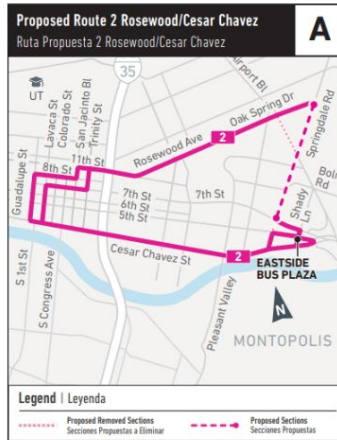 Proposed Route 2 Rosewood/Cesar Chavez
Ruta Propuesta 2 Rosewood/Cesar Chavez
A
35
UT
Lavaca St
Colorado St
San Jacinto Bl
Trinity St
Airport Bl
Oak Spring Dr
Springdale Rd
2
Rosewood Ave
11th St
8th St
Guadalupe St
7th St
6th St
5th St
7th St
Shady
Ln
Rd
Cesar Chavez St
2
EASTSIDE
BUS PLAZA
S 1st St
S Congress Ave
Pleasant Valley
N
MONTOPOLIS
Legend | Leyenda
Proposed Removed Sections
Secciones Propuestas a Eliminar
Proposed Sections
Secciones Propuestas